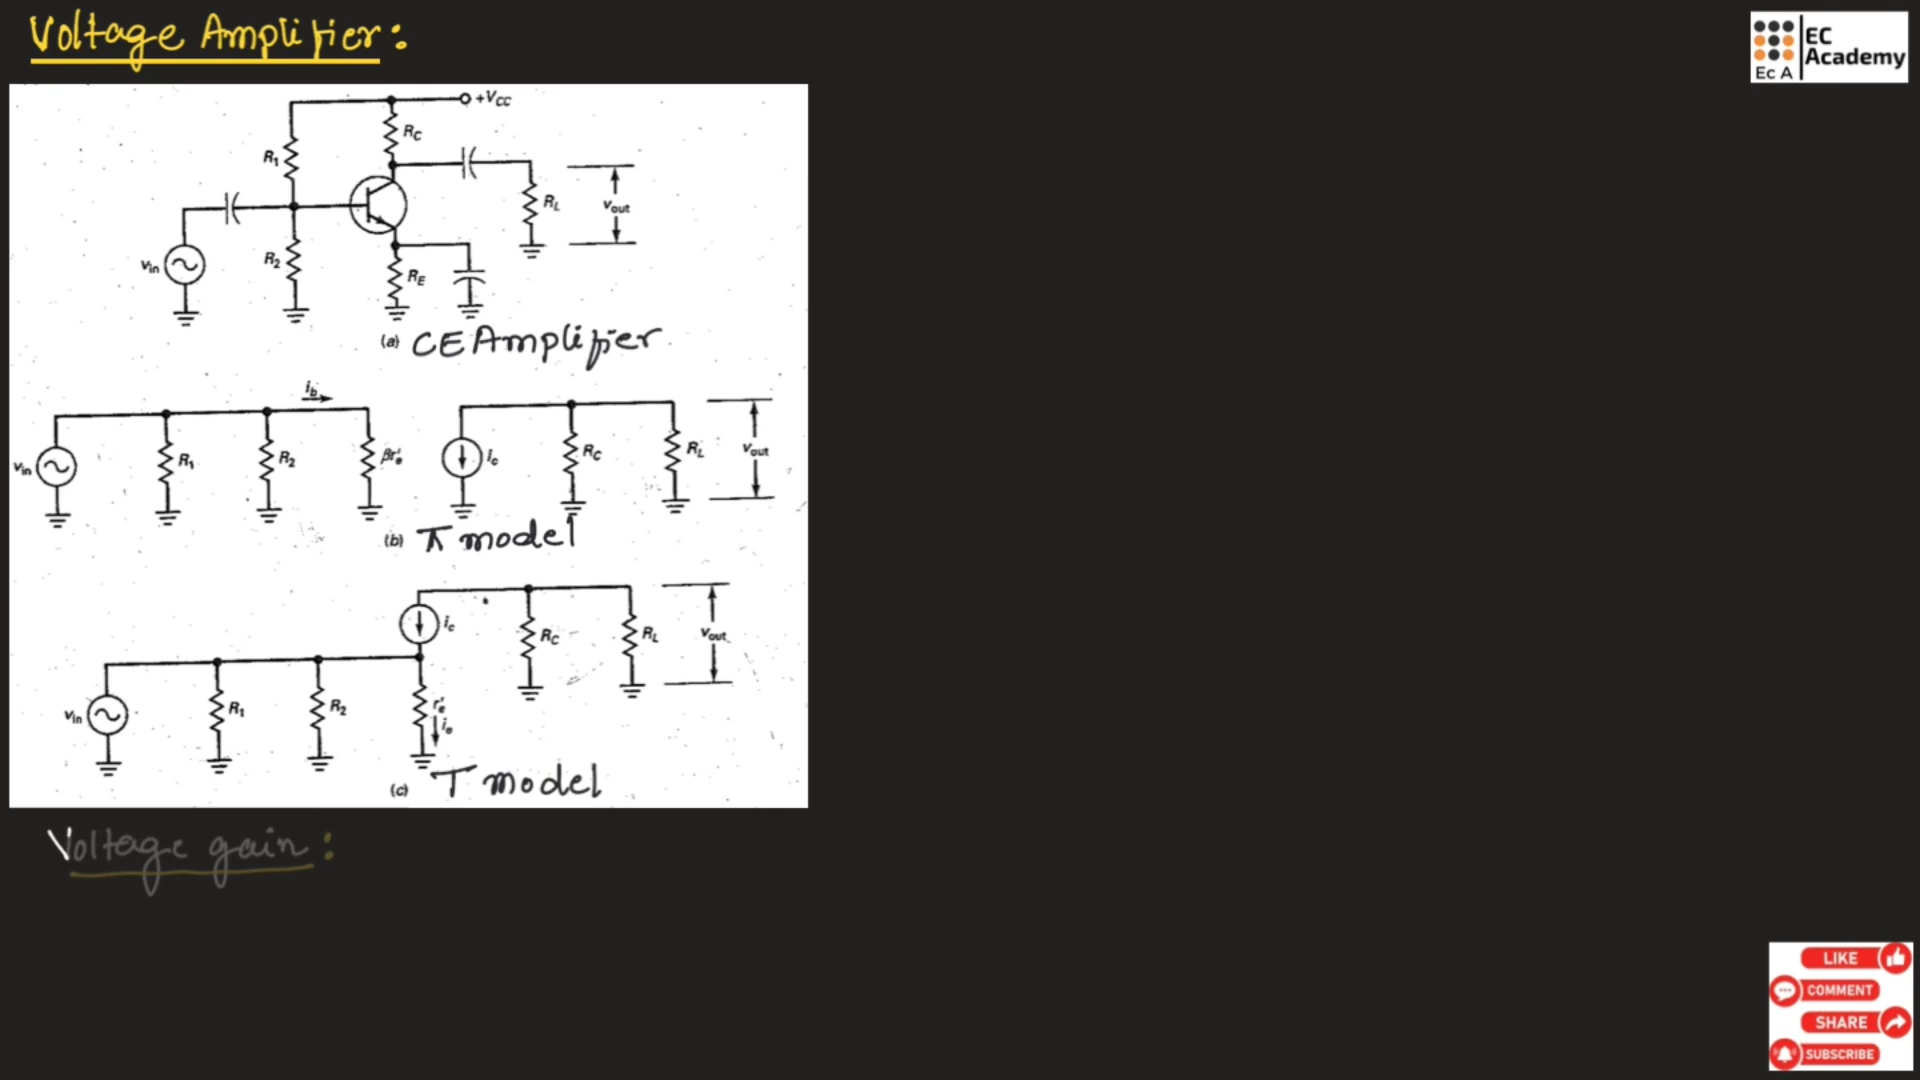 Voltage Amplifier:
EC
Academy
Ec A
+VCC
RC
R1
RL
vout
vin
R2
RE
(a) CE Amplifier
ib
vin
R1
R2
βr'e
ic
RC
RL
vout
(b) π model
ic
RC
RL
vout
vin
R1
R2
r'e
ie
(c) T model
Voltage gain:
LIKE
COMMENT
SHARE
SUBSCRIBE